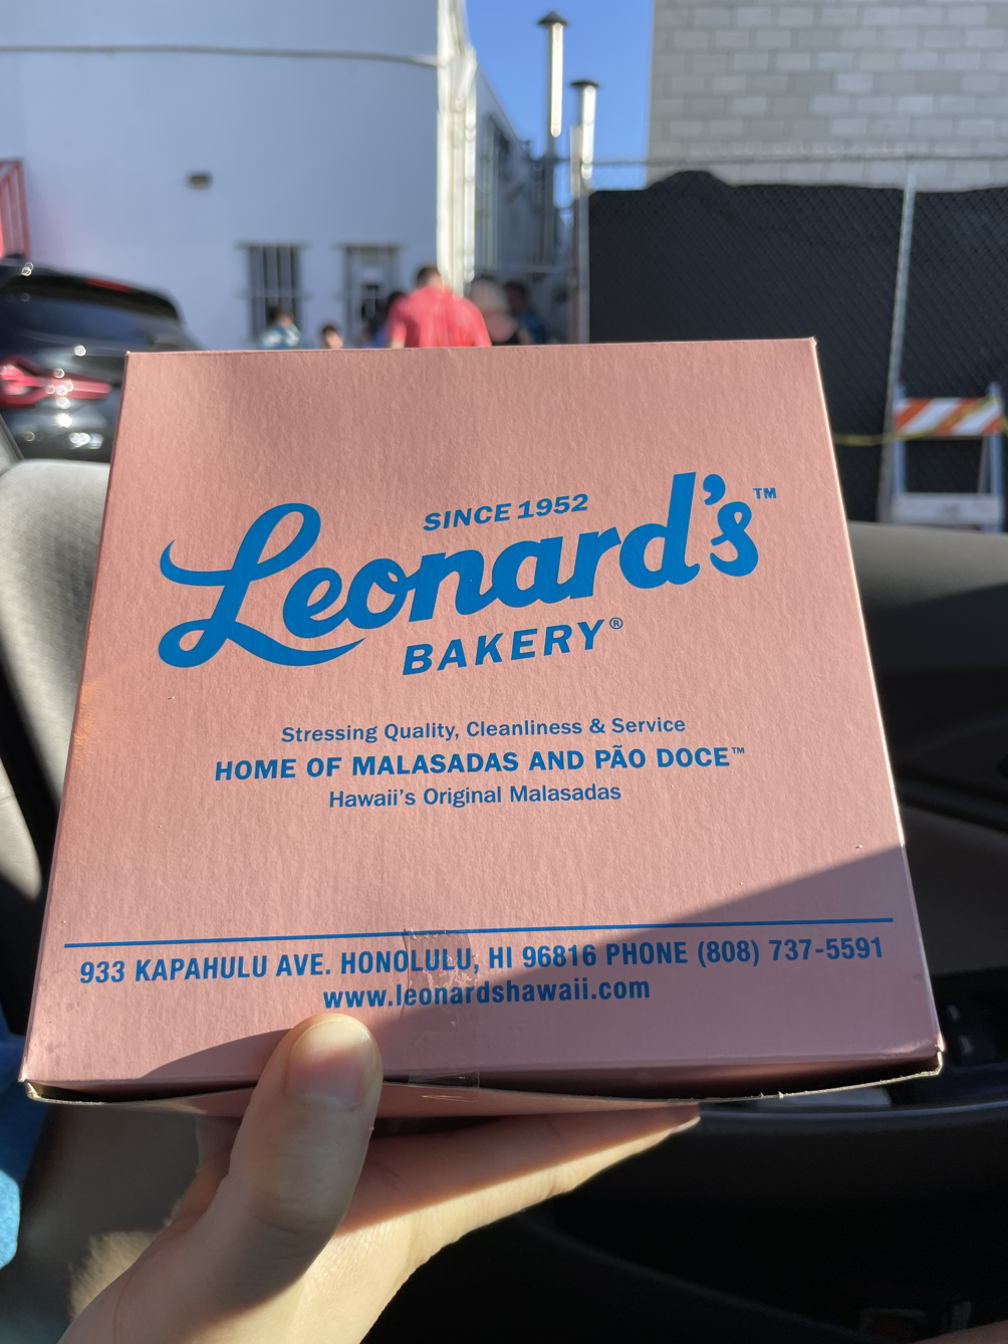 SINCE 1952
Leonard's™
BAKERY®
Stressing Quality, Cleanliness & Service
HOME OF MALASADAS AND PÃO DOCE™
Hawaii's Original Malasadas
933 KAPAHULU AVE. HONOLULU, HI 96816 PHONE (808) 737-5591
www.leonardshawaii.com